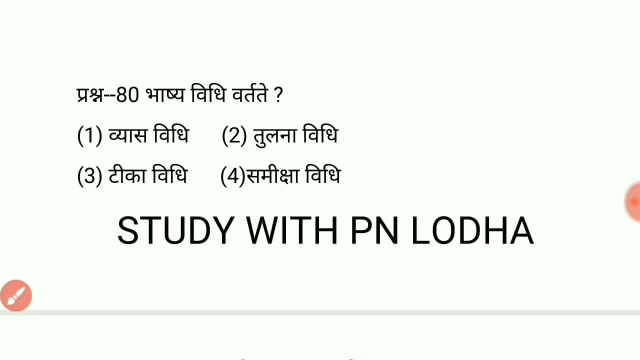 प्रश्न--80 भाष्य विधि वर्तते ?
(1) व्यास विधि (2) तुलना विधि
(3) टीका विधि (4)समीक्षा विधि
STUDY WITH PN LODHA